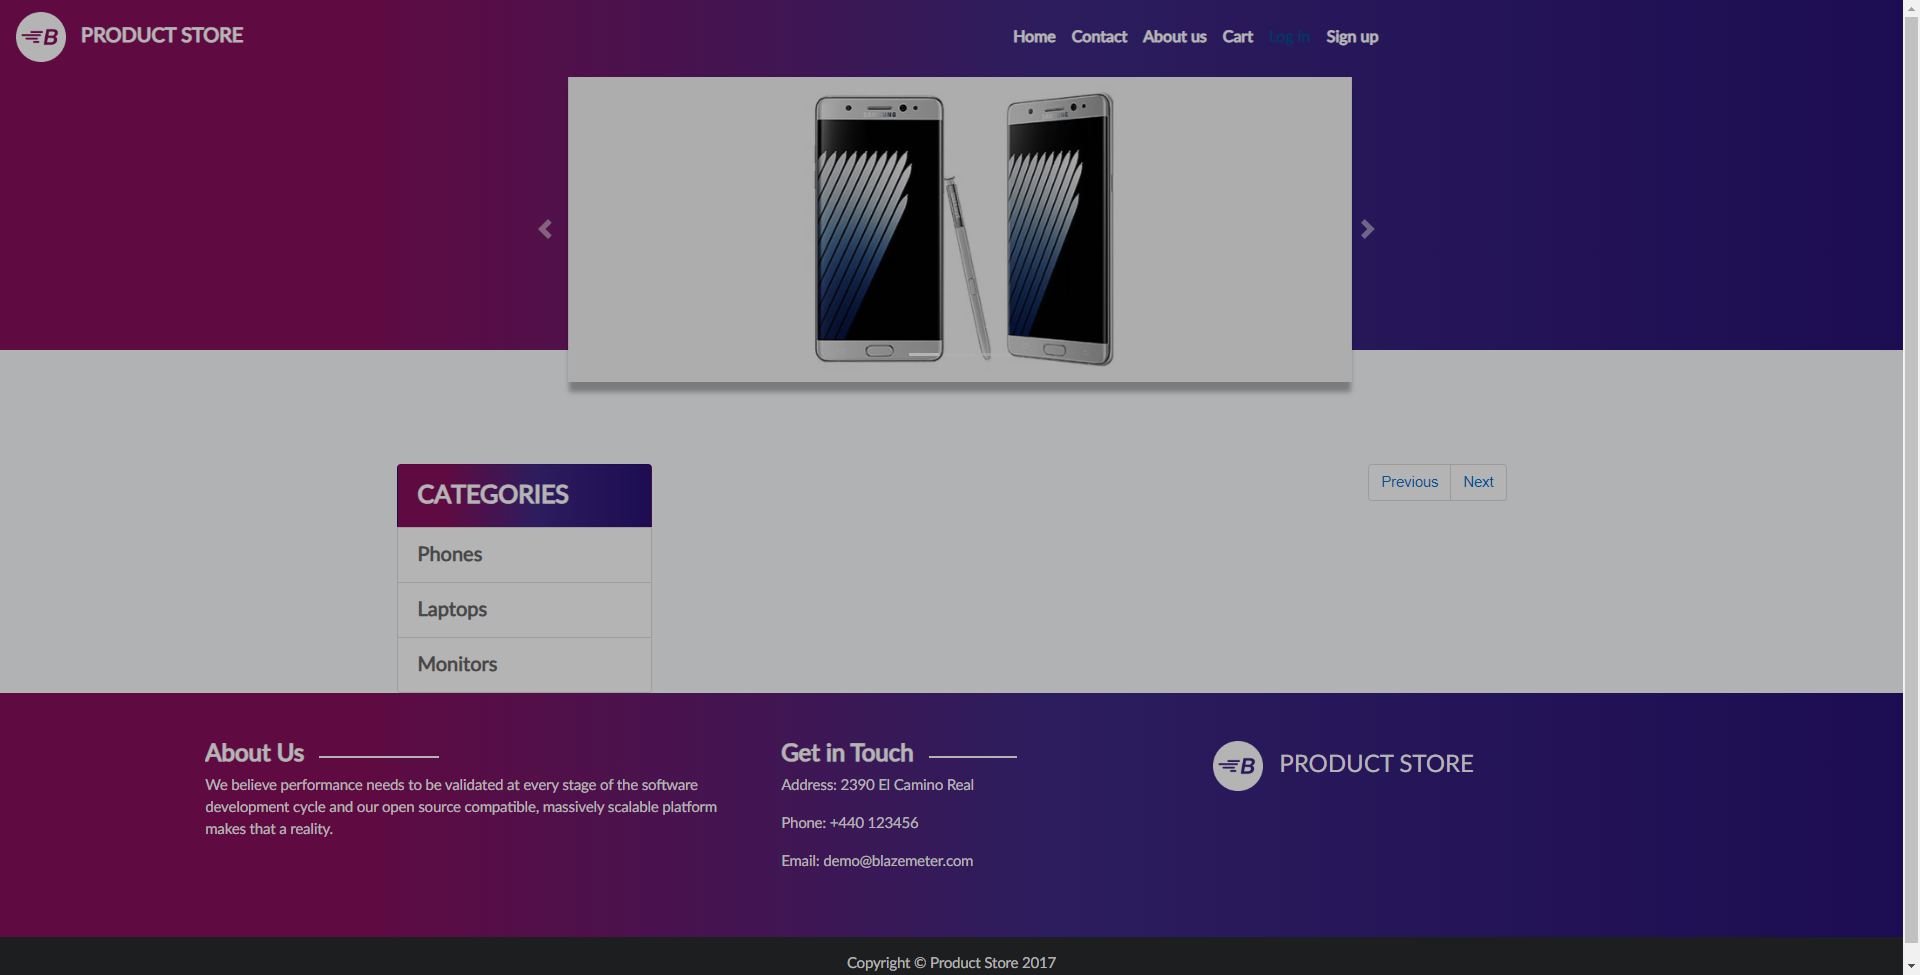 B PRODUCT STORE
Home Contact About us Cart Log in Sign up
SAMSUNG
CATEGORIES
Phones
Laptops
Monitors
Previous Next
About Us
We believe performance needs to be validated at every stage of the software
development cycle and our open source compatible, massively scalable platform
makes that a reality.
Get in Touch
Address: 2390 El Camino Real
Phone: +440 123456
Email: demo@blazemeter.com
B PRODUCT STORE
Copyright © Product Store 2017